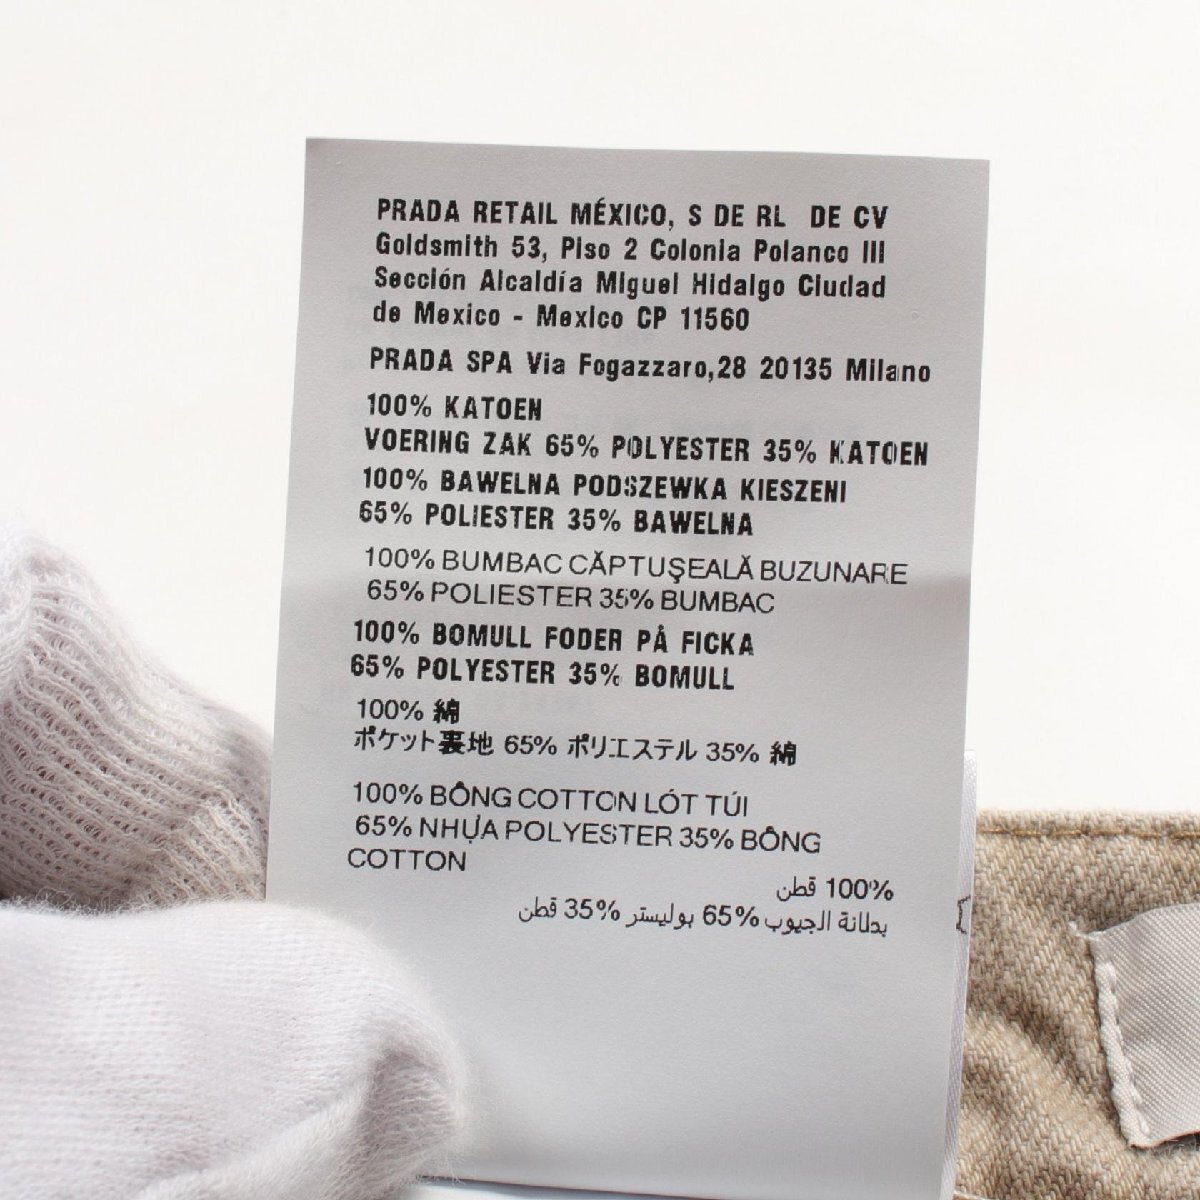 PRADA RETAIL MÉXICO, S DE RL DE CV
Goldsmith 53, Piso 2 Colonia Polanco III
Sección Alcaldía Miguel Hidalgo Ciudad
de Mexico - Mexico CP 11560
PRADA SPA Via Fogazzaro,28 20135 Milano
100% KATOEN
VOERING ZAK 65% POLYESTER 35% KATOEN
100% BAWELNA PODSZEWKA KIESZENI
65% POLIESTER 35% BAWELNA
100% BUMBAC CĂPTUŞEALĂ BUZUNARE
65% POLIESTER 35% BUMBAC
100% BOMULL FODER PÅ FICKA
65% POLYESTER 35% BOMULL
100% 綿
ポケット裏地 65% ポリエステル 35% 綿
100% BÔNG COTTON LÓT TÚI
65% NHỰA POLYESTER 35% BÔNG
COTTON
100% قطن
بطانة الجيوب 65% بوليستر 35% قطن